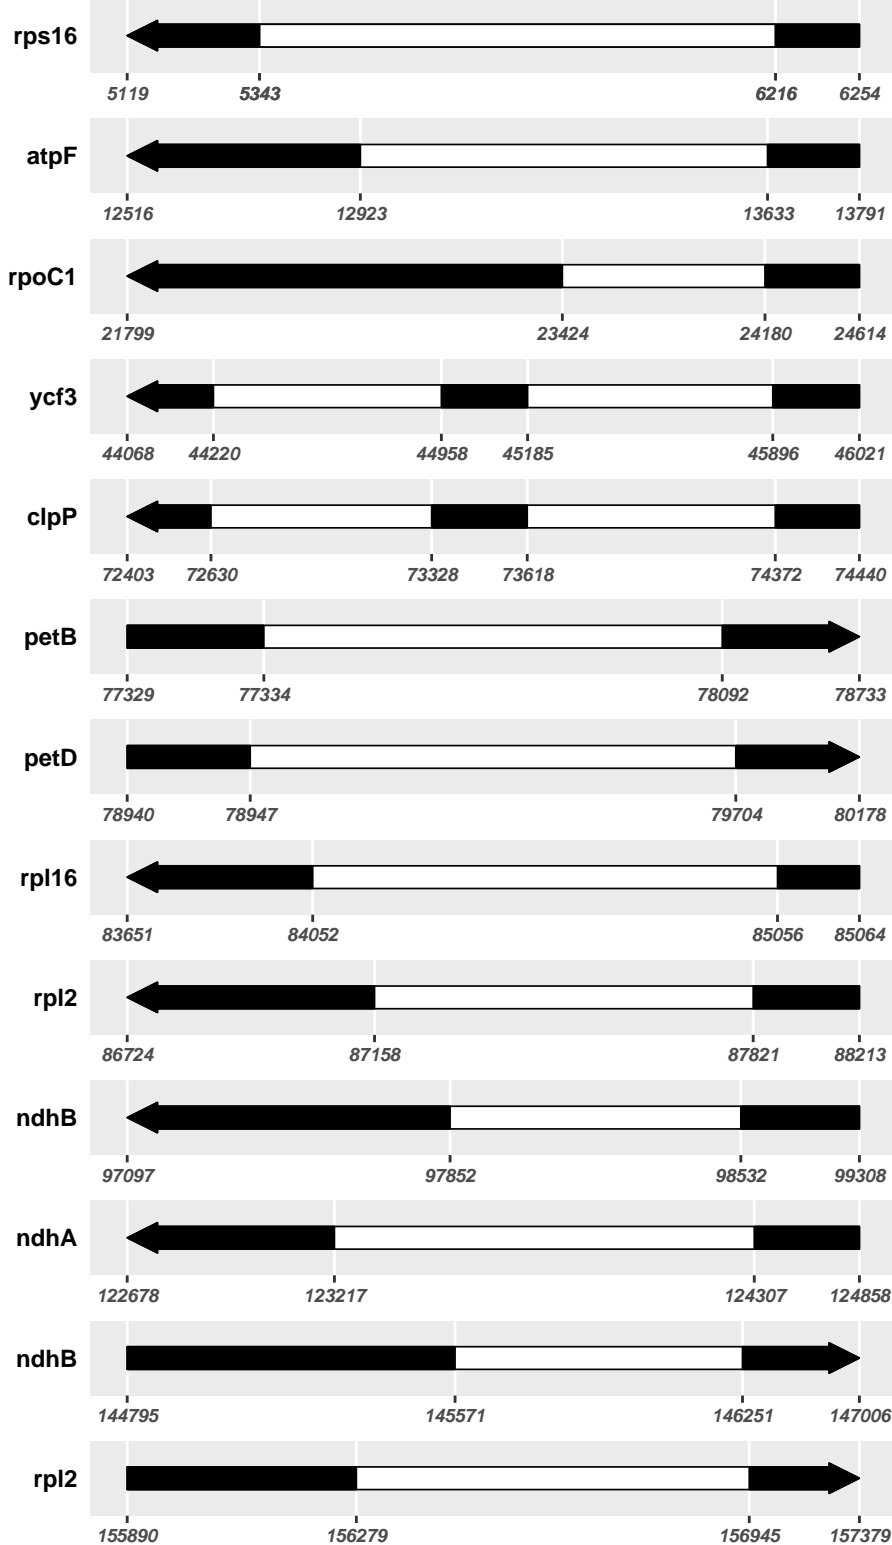 rps16
5119 5343 6216 6254
atpF
12516 12923 13633 13791
rpoC1
21799 23424 24180 24614
ycf3
44068 44220 44958 45185 45896 46021
clpP
72403 72630 73328 73618 74372 74440
petB
77329 77334 78092 78733
petD
78940 78947 79704 80178
rpl16
83651 84052 85056 85064
rpl2
86724 87158 87821 88213
ndhB
97097 97852 98532 99308
ndhA
122678 123217 124307 124858
ndhB
144795 145571 146251 147006
rpl2
155890 156279 156945 157379